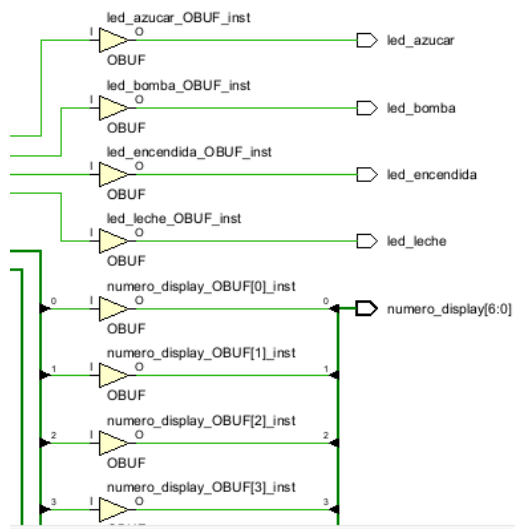 led_azucar_OBUF_inst
I O led_azucar
OBUF
led_bomba_OBUF_inst
I O led_bomba
OBUF
led_encendida_OBUF_inst
I O led_encendida
OBUF
led_leche_OBUF_inst
I O led_leche
OBUF
numero_display_OBUF[0]_inst
0 I O 0 numero_display[6:0]
OBUF
numero_display_OBUF[1]_inst
1 I O 1
OBUF
numero_display_OBUF[2]_inst
2 I O 2
OBUF
numero_display_OBUF[3]_inst
3 I O 3